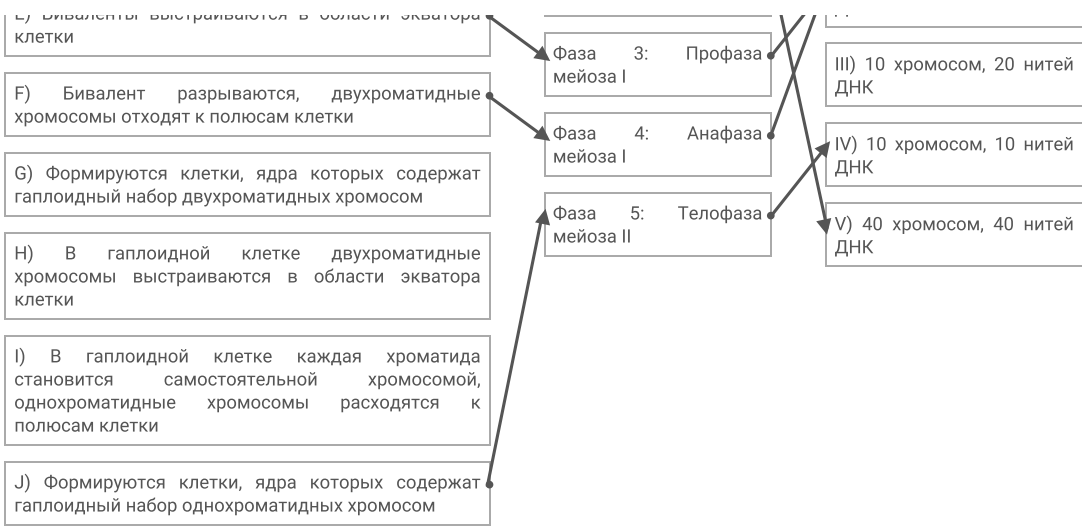 E) Биваленты выстраиваются в области экватора
клетки
F) Бивалент разрываются, двухроматидные
хромосомы отходят к полюсам клетки
G) Формируются клетки, ядра которых содержат
гаплоидный набор двухроматидных хромосом
H) В гаплоидной клетке двухроматидные
хромосомы выстраиваются в области экватора
клетки
I) В гаплоидной клетке каждая хроматида
становится самостоятельной хромосомой,
однохроматидные хромосомы расходятся к
полюсам клетки
J) Формируются клетки, ядра которых содержат
гаплоидный набор однохроматидных хромосом
Фаза 3: Профаза
мейоза I
Фаза 4: Анафаза
мейоза I
Фаза 5: Телофаза
мейоза II
III) 10 хромосом, 20 нитей
ДНК
IV) 10 хромосом, 10 нитей
ДНК
V) 40 хромосом, 40 нитей
ДНК